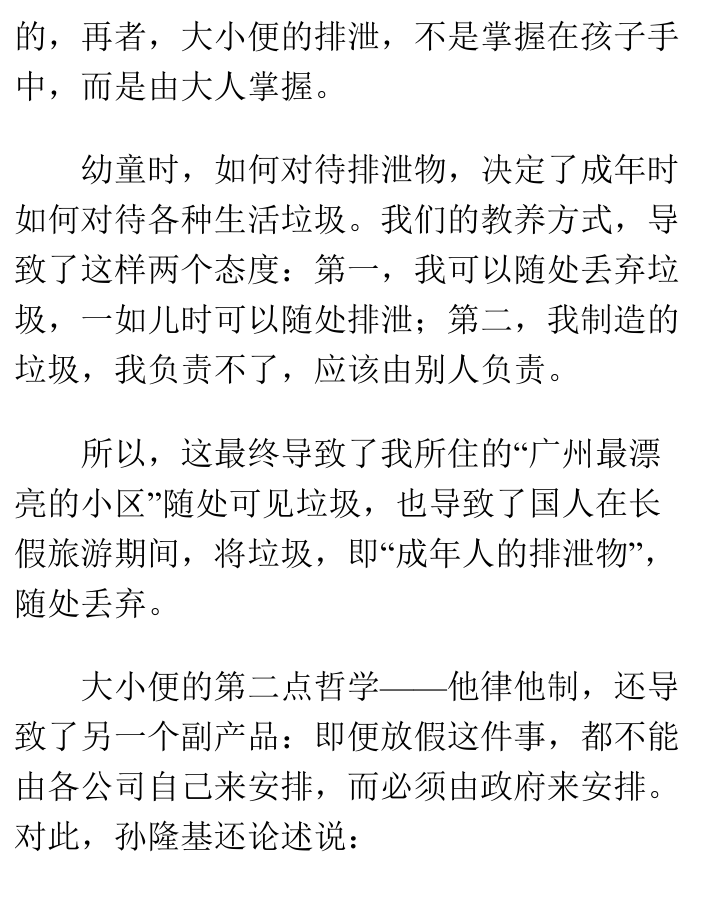 的，再者，大小便的排泄，不是掌握在孩子手
中，而是由大人掌握。
幼童时，如何对待排泄物，决定了成年时
如何对待各种生活垃圾。我们的教养方式，导
致了这样两个态度：第一，我可以随处丢弃垃
圾，一如儿时可以随处排泄；第二，我制造的
垃圾，我负责不了，应该由别人负责。
所以，这最终导致了我所住的“广州最漂
亮的小区”随处可见垃圾，也导致了国人在长
假旅游期间，将垃圾，即“成年人的排泄物”，
随处丢弃。
大小便的第二点哲学——他律他制，还导
致了另一个副产品：即便放假这件事，都不能
由各公司自己来安排，而必须由政府来安排。
对此，孙隆基还论述说：